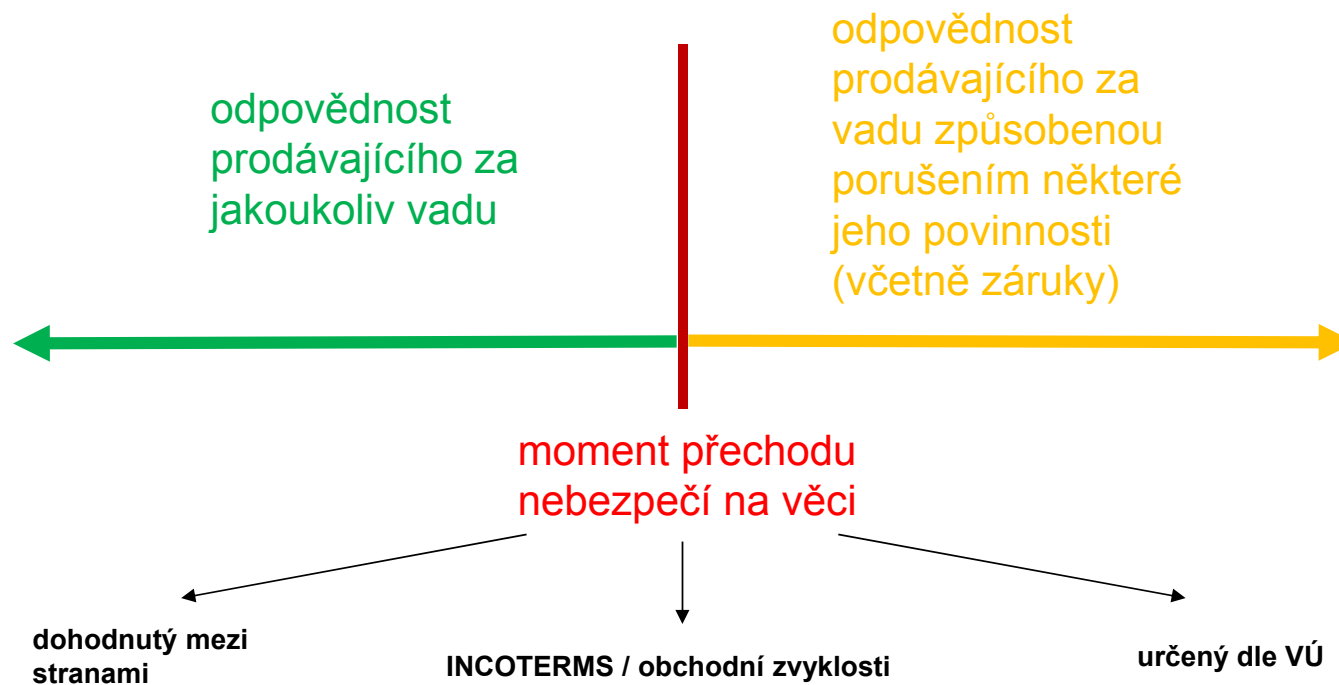 odpovědnost
prodávajícího za
jakoukoliv vadu
odpovědnost
prodávajícího za
vadu způsobenou
porušením některé
jeho povinnosti
(včetně záruky)
moment přechodu
nebezpečí na věci
dohodnutý mezi
stranami
INCOTERMS / obchodní zvyklosti
určený dle VÚ